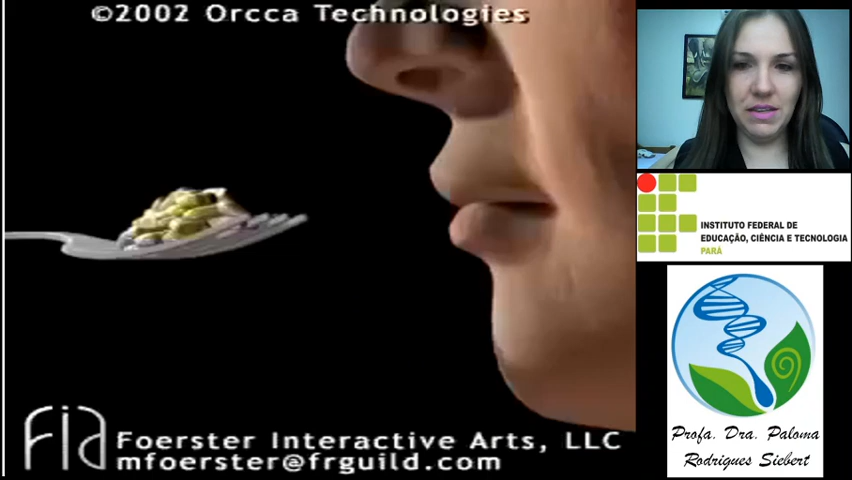 ©2002 Orcca Technologies
INSTITUTO FEDERAL DE
EDUCAÇÃO, CIÊNCIA E TECNOLOGIA
PARÁ
Profa. Dra. Paloma
Rodrigues Siebert
fia
Foerster Interactive Arts, LLC
mfoerster@frguild.com